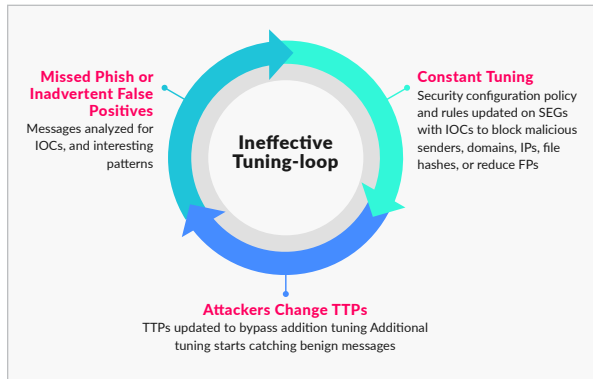 Missed Phish or
Inadvertent False
Positives
Messages analyzed for
IOCs, and interesting
patterns
Ineffective
Tuning-loop
Constant Tuning
Security configuration policy
and rules updated on SEGs
with IOCs to block malicious
senders, domains, IPs, file
hashes, or reduce FPs
Attackers Change TTPs
TTPs updated to bypass addition tuning Additional
tuning starts catching benign messages